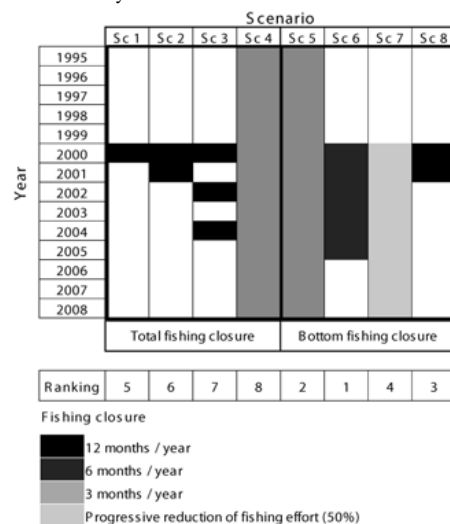 Scenario
Sc 1 Sc 2 Sc 3 Sc 4 Sc 5 Sc 6 Sc 7 Sc 8
Year
1995
1996
1997
1998
1999
2000
2001
2002
2003
2004
2005
2006
2007
2008
Total fishing closure Bottom fishing closure
Ranking 5 6 7 8 2 1 4 3
Fishing closure
12 months / year
6 months / year
3 months / year
Progressive reduction of fishing effort (50%)